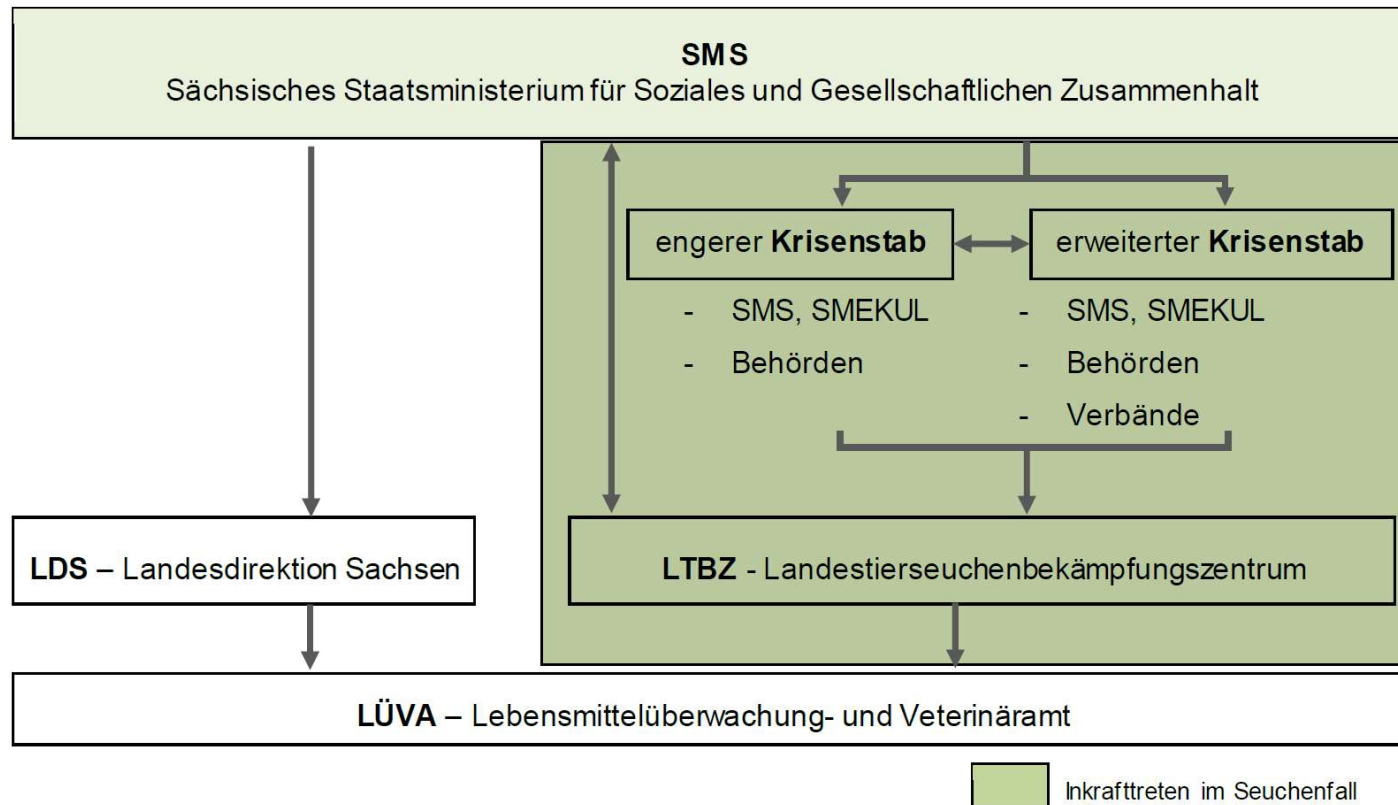 SMS
Sächsisches Staatsministerium für Soziales und Gesellschaftlichen Zusammenhalt
engerer Krisenstab
- SMS, SMEKUL
- Behörden
erweiterter Krisenstab
- SMS, SMEKUL
- Behörden
- Verbände
LDS – Landesdirektion Sachsen
LTBZ - Landestierseuchenbekämpfungszentrum
LÜVA – Lebensmittelüberwachung- und Veterinäramt
Inkrafttreten im Seuchenfall